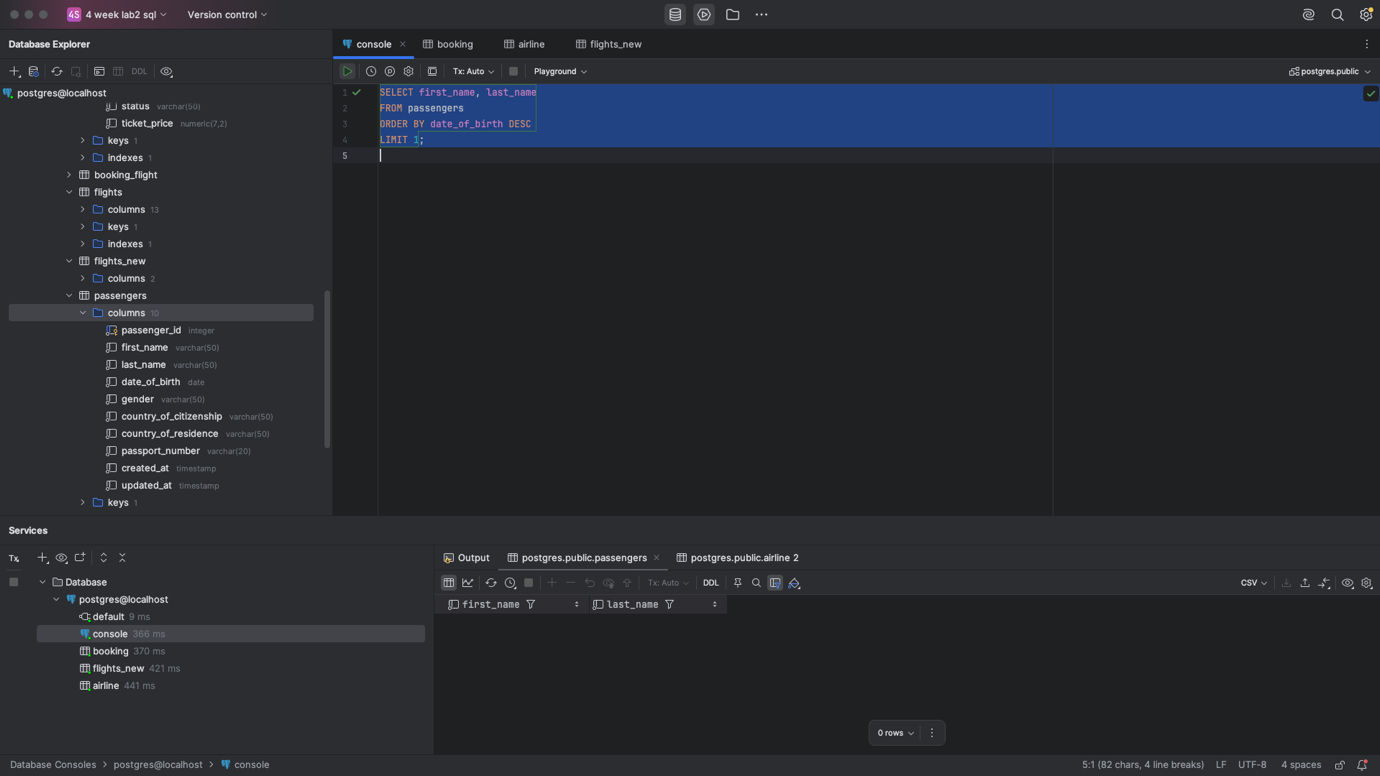 4S 4 week lab2 sql Version control
Database Explorer
console booking airline flights_new
DDL
Tx: Auto Playground postgres.public
postgres@localhost
status varchar(50)
ticket_price numeric(7,2)
keys 1
indexes 1
booking_flight
flights
columns 13
keys 1
indexes 1
flights_new
columns 2
passengers
columns 10
passenger_id integer
first_name varchar(50)
last_name varchar(50)
date_of_birth date
gender varchar(50)
country_of_citizenship varchar(50)
country_of_residence varchar(50)
passport_number varchar(20)
created_at timestamp
updated_at timestamp
keys 1
1 SELECT first_name, last_name
2 FROM passengers
3 ORDER BY date_of_birth DESC
4 LIMIT 1;
5
Services
Tx
Database
postgres@localhost
default 9 ms
console 366 ms
booking 370 ms
flights_new 421 ms
airline 441 ms
Output postgres.public.passengers postgres.public.airline 2
Tx: Auto DDL CSV
first_name last_name
0 rows
Database Consoles postgres@localhost console 5:1 (82 chars, 4 line breaks) LF UTF-8 4 spaces